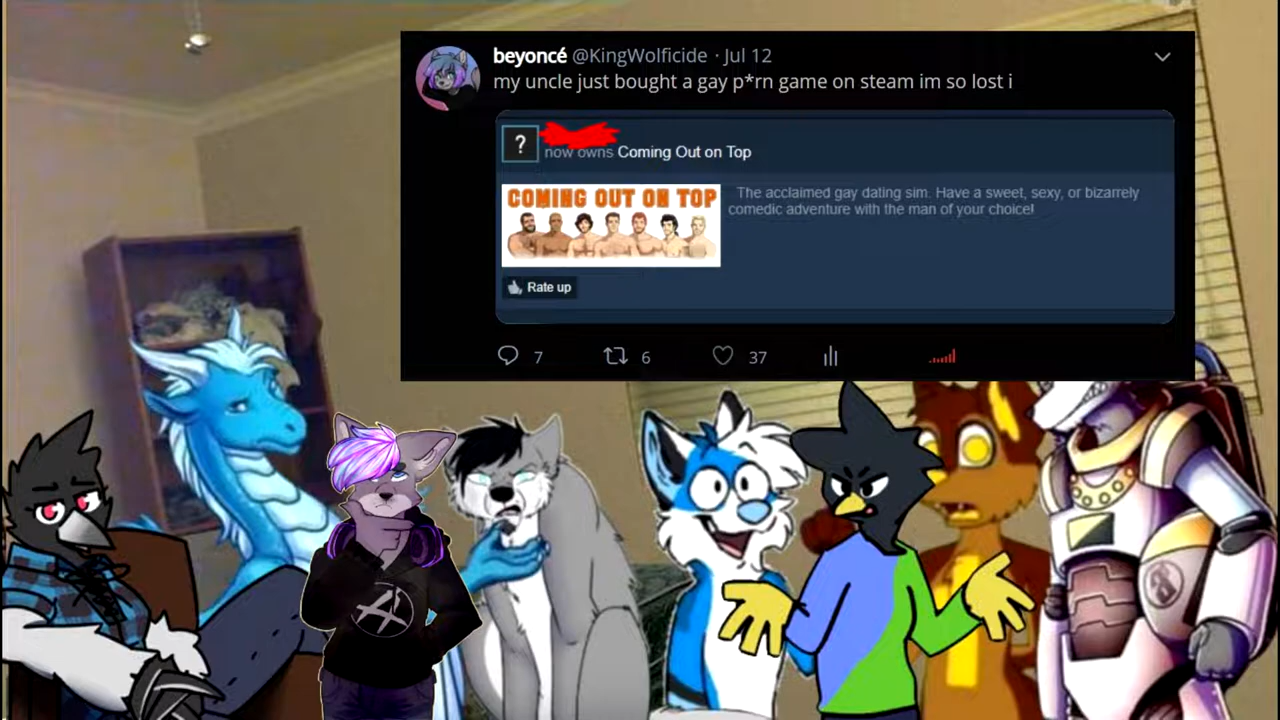 beyoncé @KingWolficide · Jul 12
my uncle just bought a gay p*rn game on steam im so lost i
?
now owns Coming Out on Top
COMING OUT ON TOP
The acclaimed gay dating sim. Have a sweet, sexy, or bizarrely
comedic adventure with the man of your choice!
Rate up
7 6 37